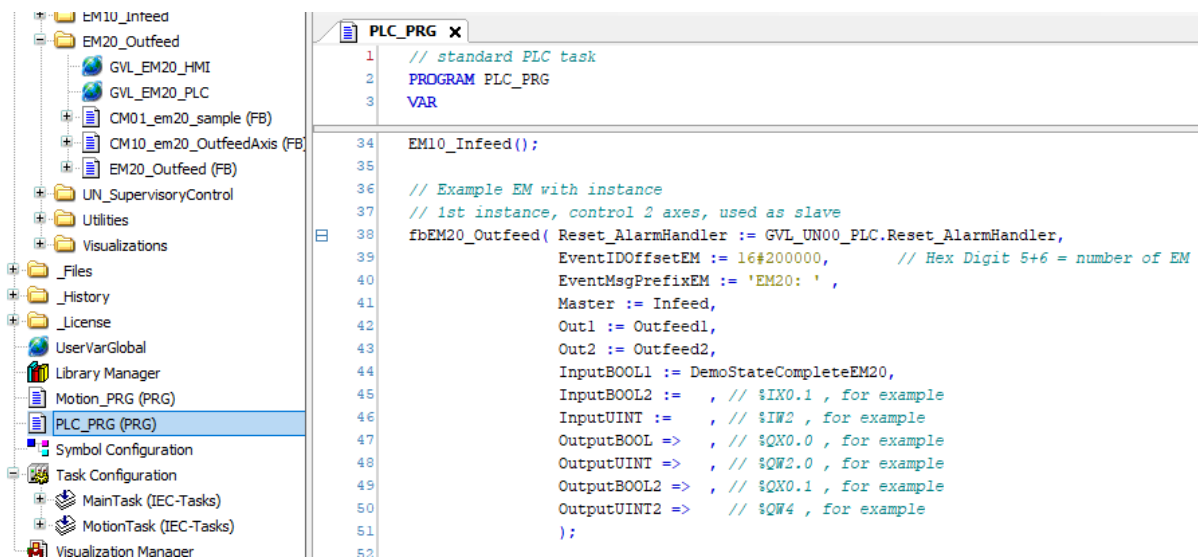 EM10_Infeed
EM20_Outfeed
GVL_EM20_HMI
GVL_EM20_PLC
CM01_em20_sample (FB)
CM10_em20_OutfeedAxis (FB)
EM20_Outfeed (FB)
UN_SupervisoryControl
Utilities
Visualizations
_Files
_History
_License
UserVarGlobal
Library Manager
Motion_PRG (PRG)
PLC_PRG (PRG)
Symbol Configuration
Task Configuration
MainTask (IEC-Tasks)
MotionTask (IEC-Tasks)
Visualization Manager
PLC_PRG X
1 // standard PLC task
2 PROGRAM PLC_PRG
3 VAR
34 EM10_Infeed();
35
36 // Example EM with instance
37 // 1st instance, control 2 axes, used as slave
38 fbEM20_Outfeed( Reset_AlarmHandler := GVL_UN00_PLC.Reset_AlarmHandler,
39 EventIDOffsetEM := 16#200000, // Hex Digit 5+6 = number of EM
40 EventMsgPrefixEM := 'EM20: ' ,
41 Master := Infeed,
42 Out1 := Outfeed1,
43 Out2 := Outfeed2,
44 InputBOOL1 := DemoStateCompleteEM20,
45 InputBOOL2 := , // %IX0.1 , for example
46 InputUINT := , // %IW2 , for example
47 OutputBOOL => , // %QX0.0 , for example
48 OutputUINT => , // %QW2.0 , for example
49 OutputBOOL2 => , // %QX0.1 , for example
50 OutputUINT2 => // %QW4 , for example
51 );
52